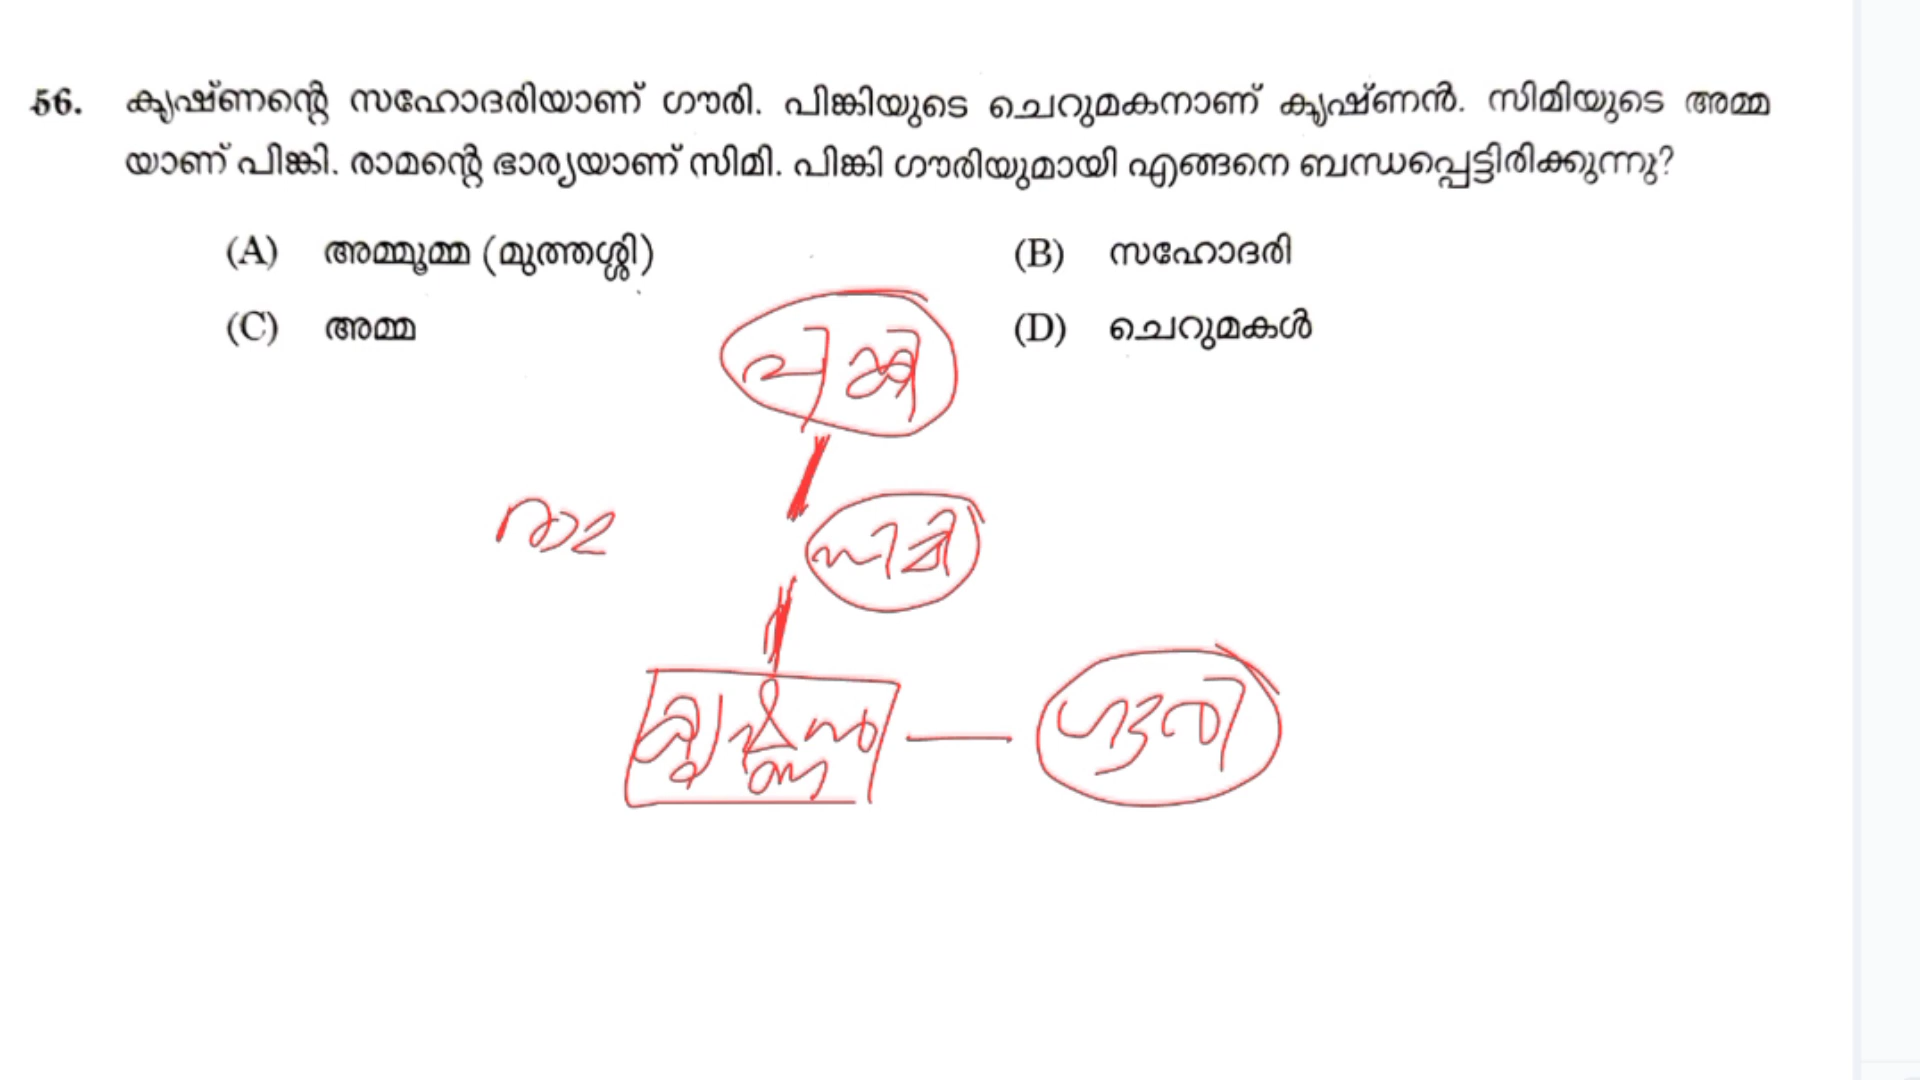 56. കൃഷ്ണന്റെ സഹോദരിയാണ് ഗൗരി. പിങ്കിയുടെ ചെറുമകനാണ് കൃഷ്ണൻ. സിമിയുടെ അമ്മ
യാണ് പിങ്കി. രാമന്റെ ഭാര്യയാണ് സിമി. പിങ്കി ഗൗരിയുമായി എങ്ങനെ ബന്ധപ്പെട്ടിരിക്കുന്നു?
(A) അമ്മൂമ്മ (മുത്തശ്ശി) (B) സഹോദരി
(C) അമ്മ (D) ചെറുമകൾ
പിങ്കി
രാമ സിമി
കൃഷ്ണൻ — ഗൗരി